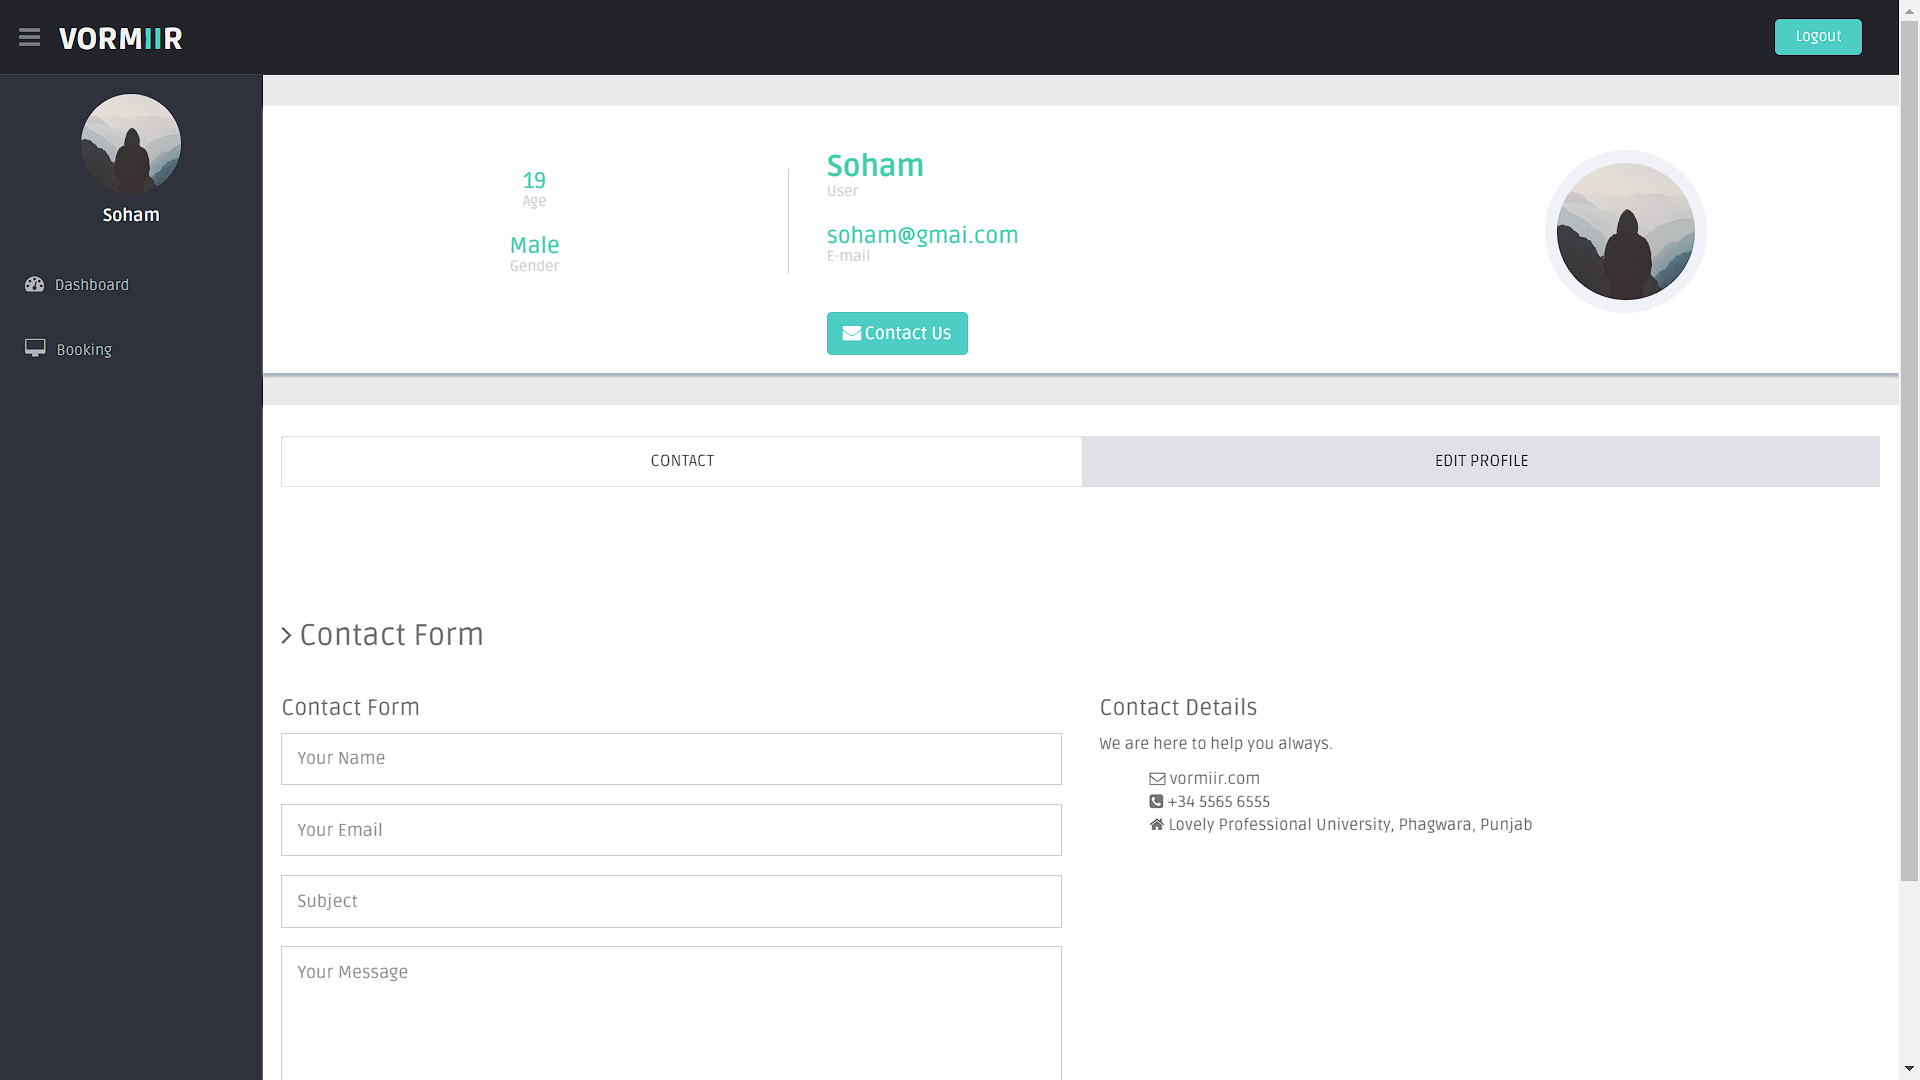 VORMIIR
Logout
Soham
Dashboard
Booking
19
Age
Male
Gender
Soham
User
soham@gmai.com
E-mail
Contact Us
CONTACT
EDIT PROFILE
Contact Form
Contact Form
Your Name
Your Email
Subject
Your Message
Contact Details
We are here to help you always.
vormiir.com
+34 5565 6555
Lovely Professional University, Phagwara, Punjab